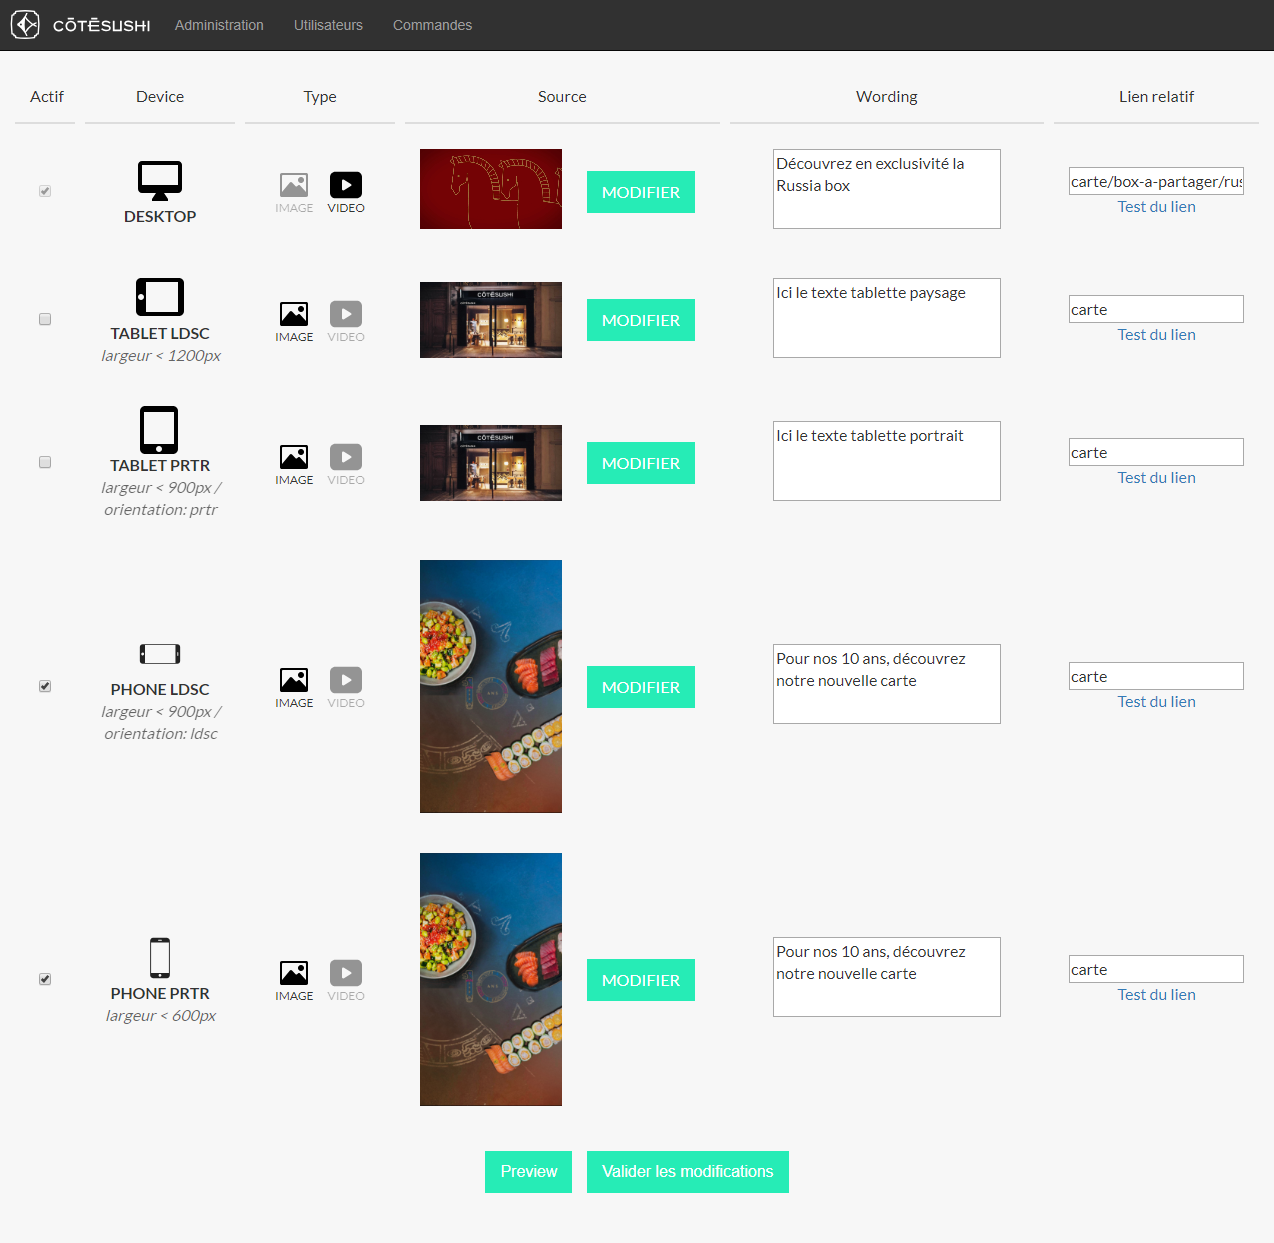 CÔTÉSUSHI Administration Utilisateurs Commandes
Actif Device Type Source Wording Lien relatif
DESKTOP
IMAGE VIDEO
MODIFIER
Découvrez en exclusivité la
Russia box
carte/box-a-partager/rus
Test du lien
TABLET LDSC
largeur < 1200px
IMAGE VIDEO
CÔTÉSUSHI
MODIFIER
Ici le texte tablette paysage
carte
Test du lien
TABLET PRTR
largeur < 900px /
orientation: prtr
IMAGE VIDEO
CÔTÉSUSHI
MODIFIER
Ici le texte tablette portrait
carte
Test du lien
PHONE LDSC
largeur < 900px /
orientation: ldsc
IMAGE VIDEO
10 ANS
MODIFIER
Pour nos 10 ans, découvrez
notre nouvelle carte
carte
Test du lien
PHONE PRTR
largeur < 600px
IMAGE VIDEO
10 ANS
MODIFIER
Pour nos 10 ans, découvrez
notre nouvelle carte
carte
Test du lien
Preview Valider les modifications